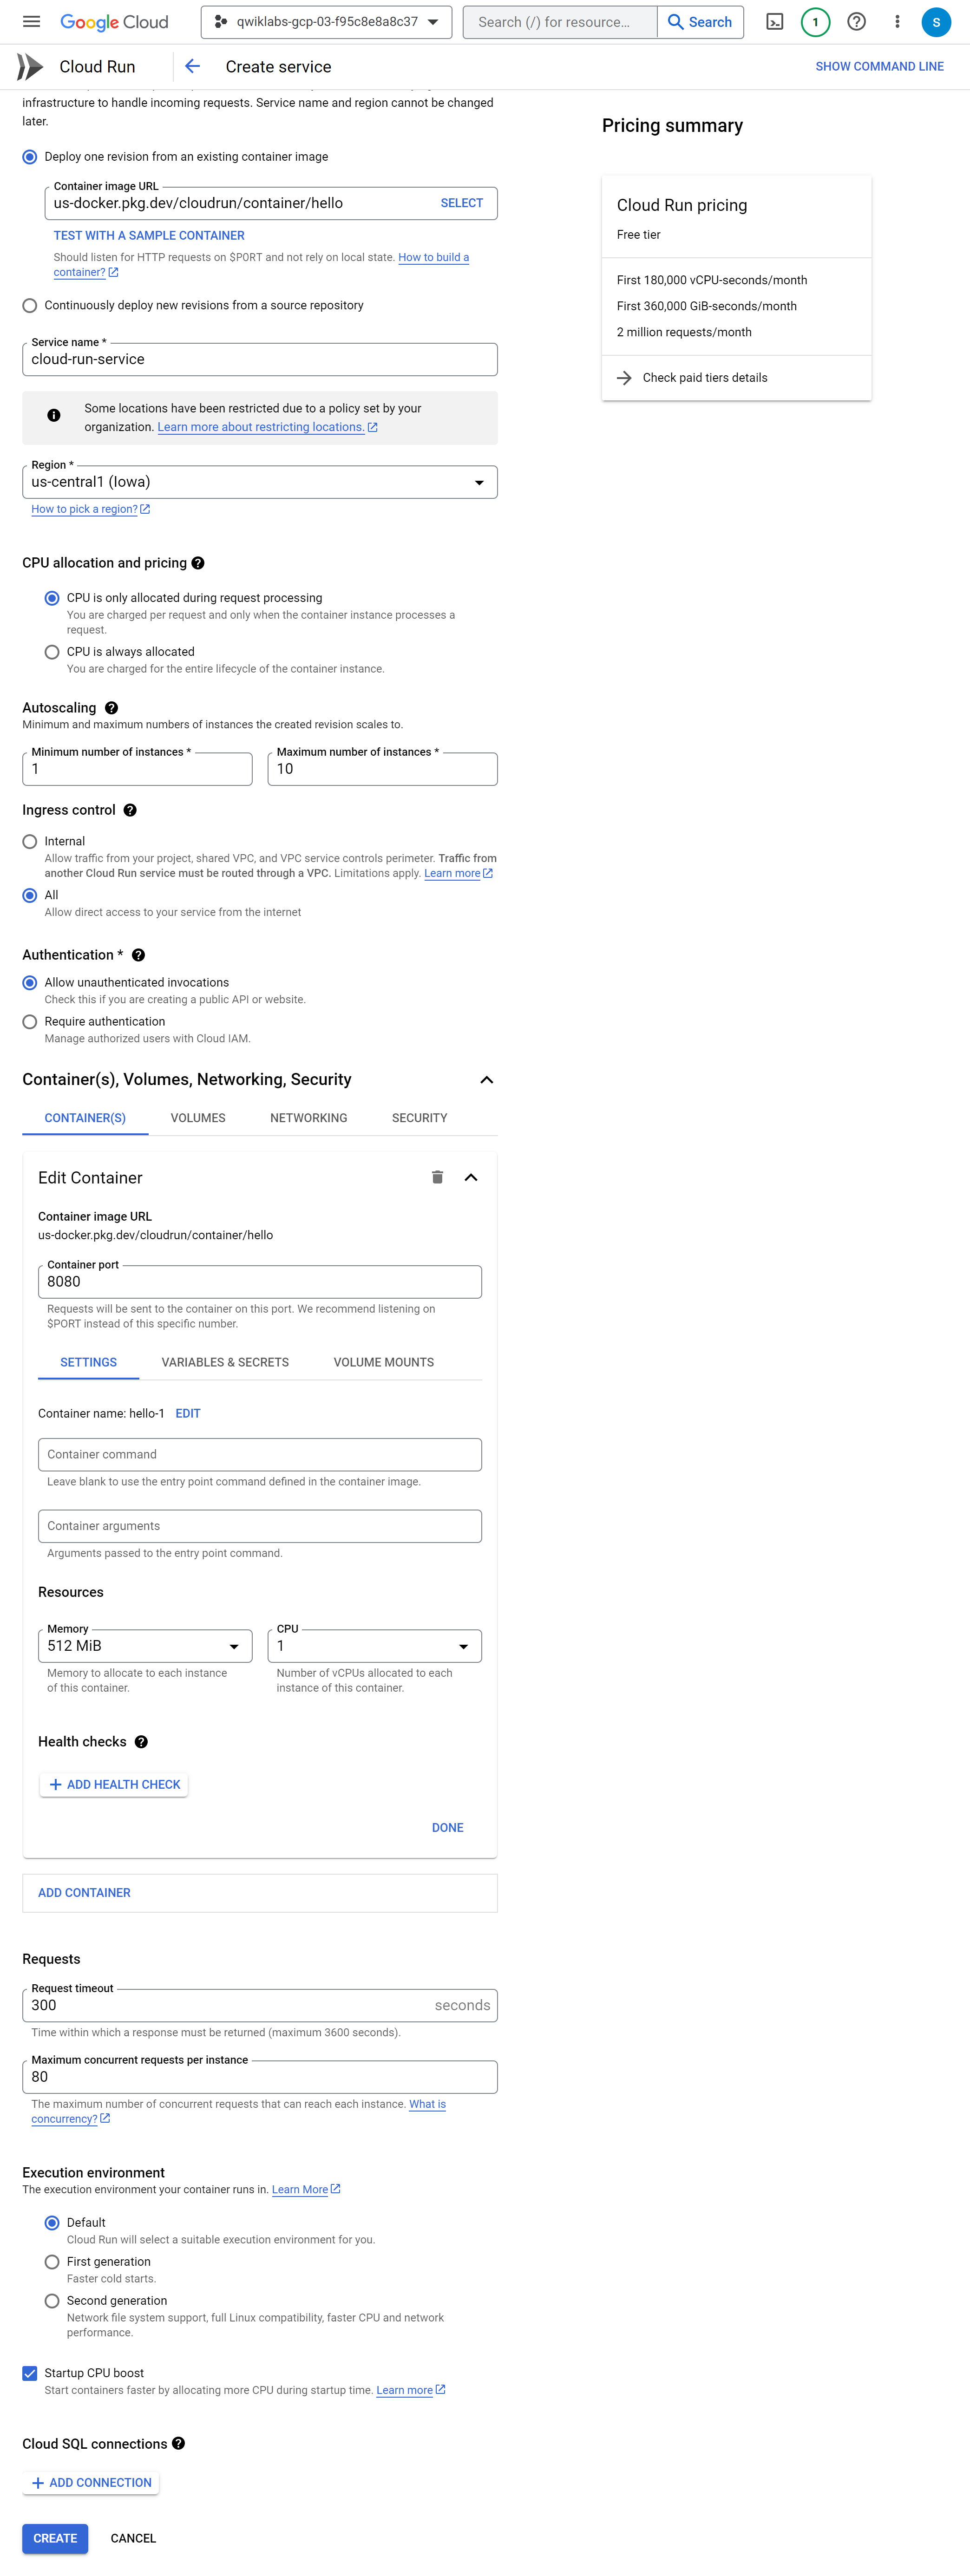 Google Cloud
qwiklabs-gcp-03-f95c8e8a8c37
Search (/) for resource...
Search
1
S
Cloud Run
Create service
SHOW COMMAND LINE
infrastructure to handle incoming requests. Service name and region cannot be changed
later.
Deploy one revision from an existing container image
Container image URL
us-docker.pkg.dev/cloudrun/container/hello
SELECT
TEST WITH A SAMPLE CONTAINER
Should listen for HTTP requests on $PORT and not rely on local state. How to build a
container?
Continuously deploy new revisions from a source repository
Service name *
cloud-run-service
Some locations have been restricted due to a policy set by your
organization. Learn more about restricting locations.
Region *
us-central1 (Iowa)
How to pick a region?
CPU allocation and pricing
CPU is only allocated during request processing
You are charged per request and only when the container instance processes a
request.
CPU is always allocated
You are charged for the entire lifecycle of the container instance.
Autoscaling
Minimum and maximum numbers of instances the created revision scales to.
Minimum number of instances *
1
Maximum number of instances *
10
Ingress control
Internal
Allow traffic from your project, shared VPC, and VPC service controls perimeter. Traffic from
another Cloud Run service must be routed through a VPC. Limitations apply. Learn more
All
Allow direct access to your service from the internet
Authentication *
Allow unauthenticated invocations
Check this if you are creating a public API or website.
Require authentication
Manage authorized users with Cloud IAM.
Container(s), Volumes, Networking, Security
CONTAINER(S)
VOLUMES
NETWORKING
SECURITY
Edit Container
Container image URL
us-docker.pkg.dev/cloudrun/container/hello
Container port
8080
Requests will be sent to the container on this port. We recommend listening on
$PORT instead of this specific number.
SETTINGS
VARIABLES & SECRETS
VOLUME MOUNTS
Container name: hello-1 EDIT
Container command
Leave blank to use the entry point command defined in the container image.
Container arguments
Arguments passed to the entry point command.
Resources
Memory
512 MiB
Memory to allocate to each instance
of this container.
CPU
1
Number of vCPUs allocated to each
instance of this container.
Health checks
ADD HEALTH CHECK
DONE
ADD CONTAINER
Requests
Request timeout
300
seconds
Time within which a response must be returned (maximum 3600 seconds).
Maximum concurrent requests per instance
80
The maximum number of concurrent requests that can reach each instance. What is
concurrency?
Execution environment
The execution environment your container runs in. Learn More
Default
Cloud Run will select a suitable execution environment for you.
First generation
Faster cold starts.
Second generation
Network file system support, full Linux compatibility, faster CPU and network
performance.
Startup CPU boost
Start containers faster by allocating more CPU during startup time. Learn more
Cloud SQL connections
ADD CONNECTION
CREATE
CANCEL
Pricing summary
Cloud Run pricing
Free tier
First 180,000 vCPU-seconds/month
First 360,000 GiB-seconds/month
2 million requests/month
Check paid tiers details